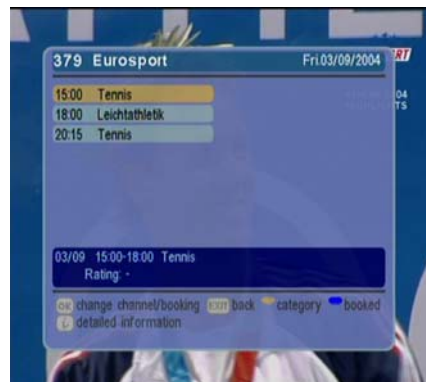 379 Eurosport Fri.03/09/2004
15:00 Tennis
18:00 Leichtathletik
20:15 Tennis
03/09 15:00-18:00 Tennis
Rating: -
OK change channel/booking EXIT back category booked
i detailed information